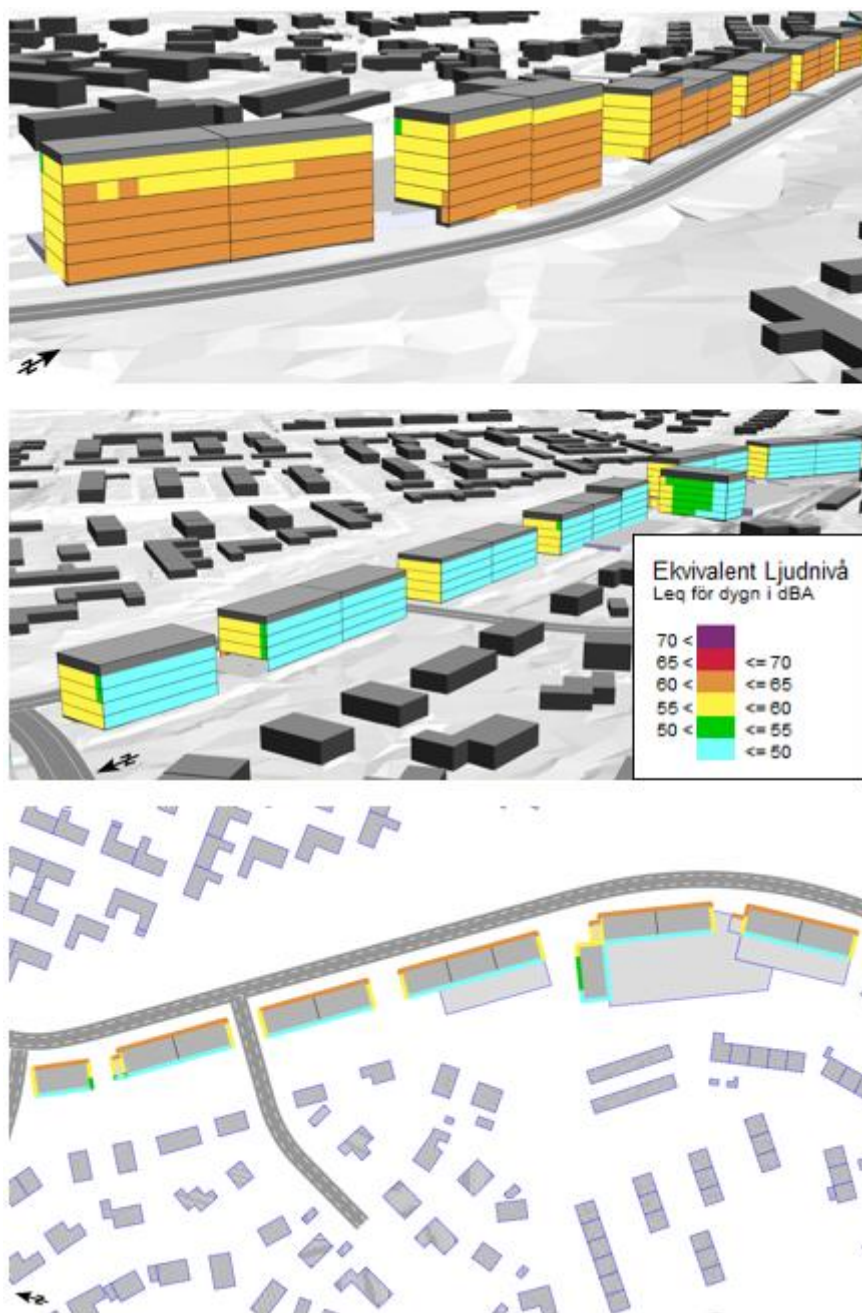 N
N
Ekvivalent Ljudnivå
Leq för dygn i dBA
70 <
65 < <= 70
60 < <= 65
55 < <= 60
50 < <= 55
<= 50
N